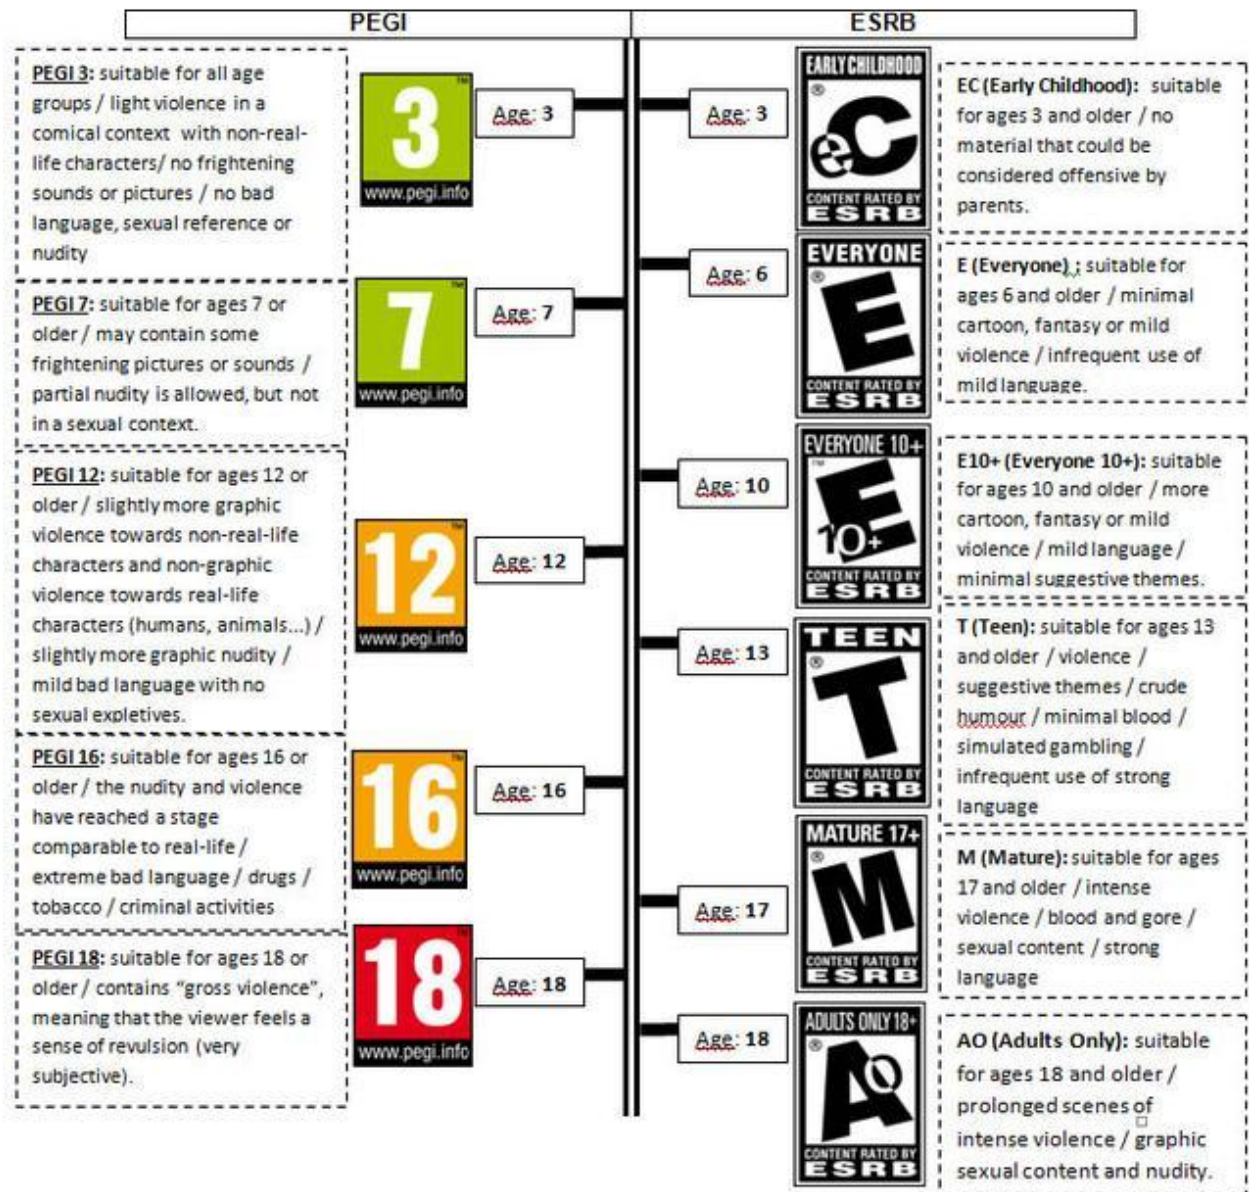 PEGI
ESRB
PEGI 3: suitable for all age
groups / light violence in a
comical context with non-real-
life characters/ no frightening
sounds or pictures / no bad
language, sexual reference or
nudity
3
www.pegi.info
Age: 3
PEGI 7: suitable for ages 7 or
older / may contain some
frightening pictures or sounds /
partial nudity is allowed, but not
in a sexual context.
7
www.pegi.info
Age: 7
PEGI 12: suitable for ages 12 or
older / slightly more graphic
violence towards non-real-life
characters and non-graphic
violence towards real-life
characters (humans, animals...) /
slightly more graphic nudity /
mild bad language with no
sexual expletives.
12
www.pegi.info
Age: 12
PEGI 16: suitable for ages 16 or
older / the nudity and violence
have reached a stage
comparable to real-life /
extreme bad language / drugs /
tobacco / criminal activities
16
www.pegi.info
Age: 16
PEGI 18: suitable for ages 18 or
older / contains “gross violence”,
meaning that the viewer feels a
sense of revulsion (very
subjective).
18
www.pegi.info
Age: 18
Age: 3
EARLY CHILDHOOD
eC
CONTENT RATED BY
ESRB
EC (Early Childhood): suitable
for ages 3 and older / no
material that could be
considered offensive by
parents.
Age: 6
EVERYONE
E
CONTENT RATED BY
ESRB
E (Everyone) ; suitable for
ages 6 and older / minimal
cartoon, fantasy or mild
violence / infrequent use of
mild language.
Age: 10
EVERYONE 10+
E
10+
CONTENT RATED BY
ESRB
E10+ (Everyone 10+): suitable
for ages 10 and older / more
cartoon, fantasy or mild
violence / mild language /
minimal suggestive themes.
Age: 13
TEEN
T
CONTENT RATED BY
ESRB
T (Teen): suitable for ages 13
and older / violence /
suggestive themes / crude
humour / minimal blood /
simulated gambling /
infrequent use of strong
language
Age: 17
MATURE 17+
M
CONTENT RATED BY
ESRB
M (Mature): suitable for ages
17 and older / intense
violence / blood and gore /
sexual content / strong
language
Age: 18
ADULTS ONLY 18+
AO
CONTENT RATED BY
ESRB
AO (Adults Only): suitable
for ages 18 and older /
prolonged scenes of
intense violence / graphic
sexual content and nudity.